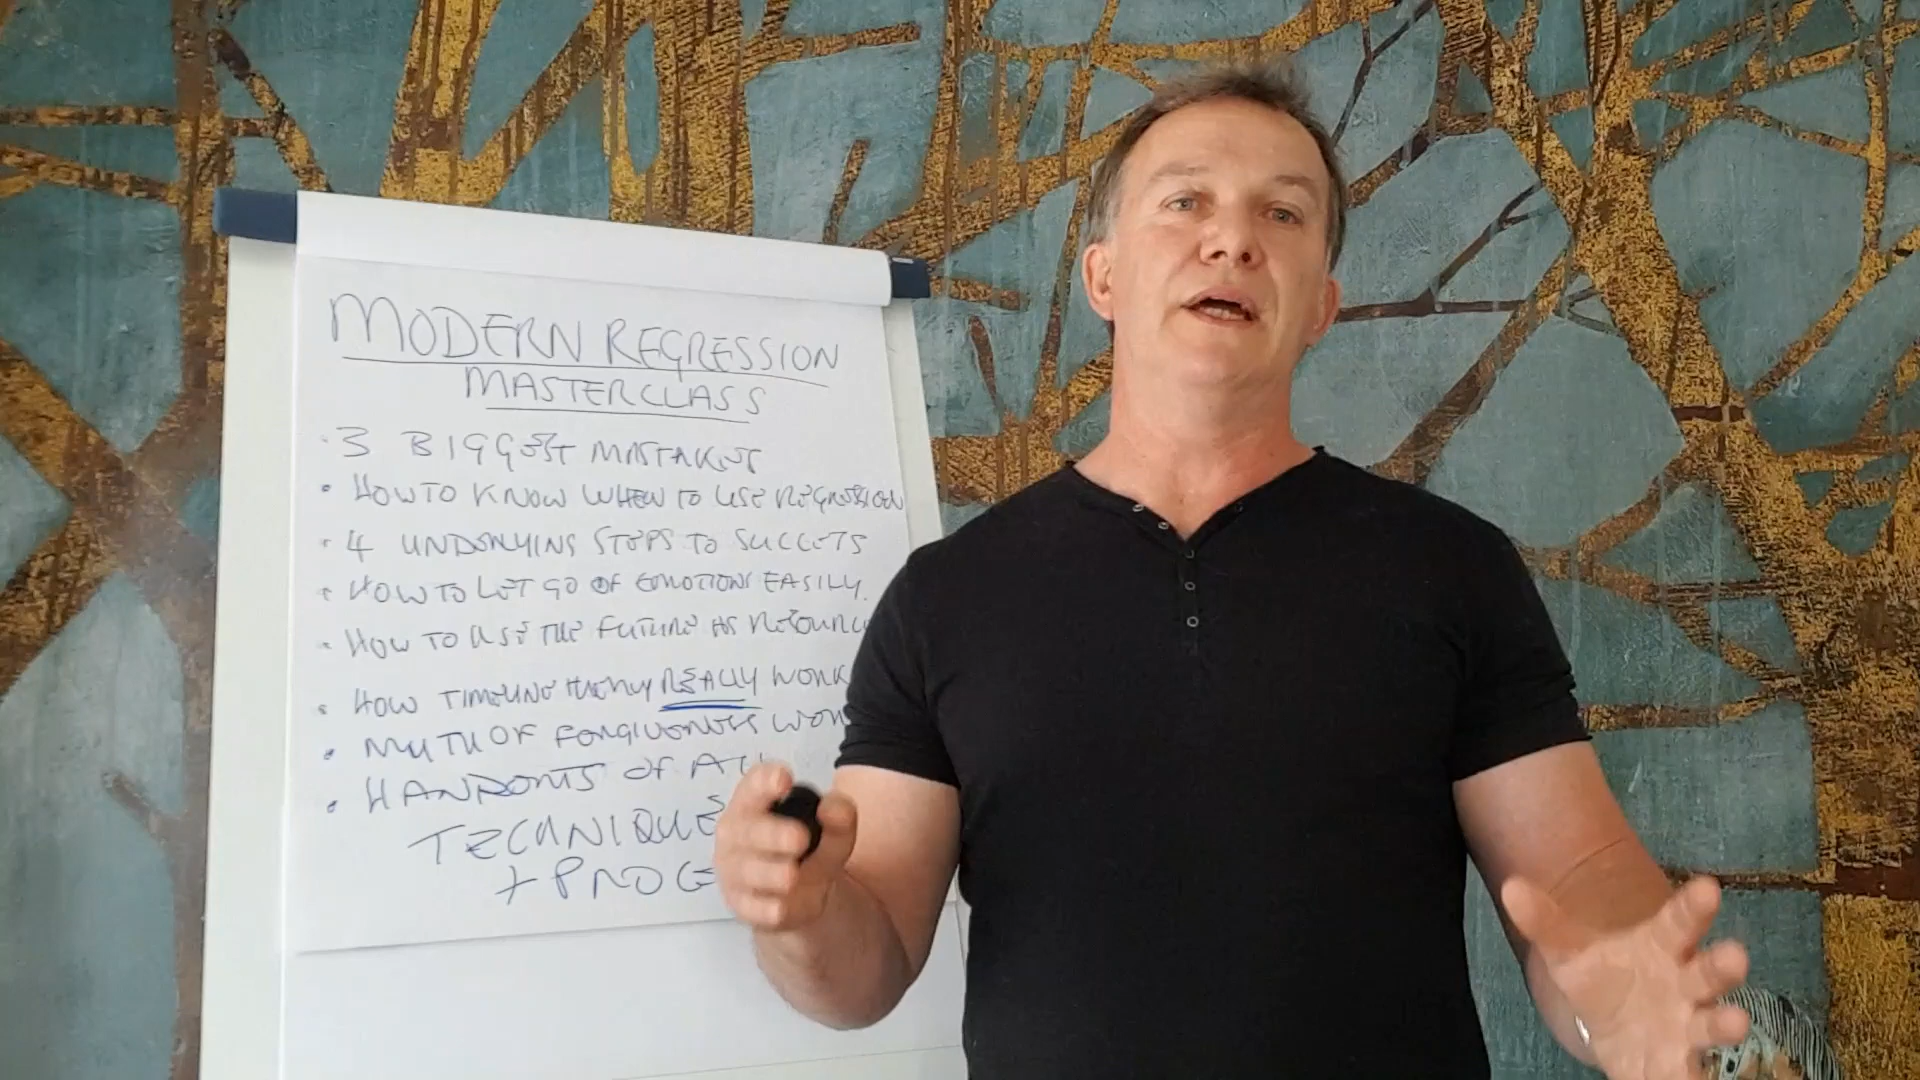 MODERN REGRESSION
MASTERCLASS
• 3 BIGGEST MISTAKES
• HOW TO KNOW WHEN TO USE REGRESSION
• 4 UNDERLYING STEPS TO SUCCESS
• HOW TO LET GO OF EMOTIONS EASILY.
• HOW TO USE THE FUTURE AS
• HOW TIMELINE THERAPY REALLY WORK
• MYTH OF FORGIVENESS WOR
• HANDOUTS OF ALL
TECHNIQUES
+ PROC